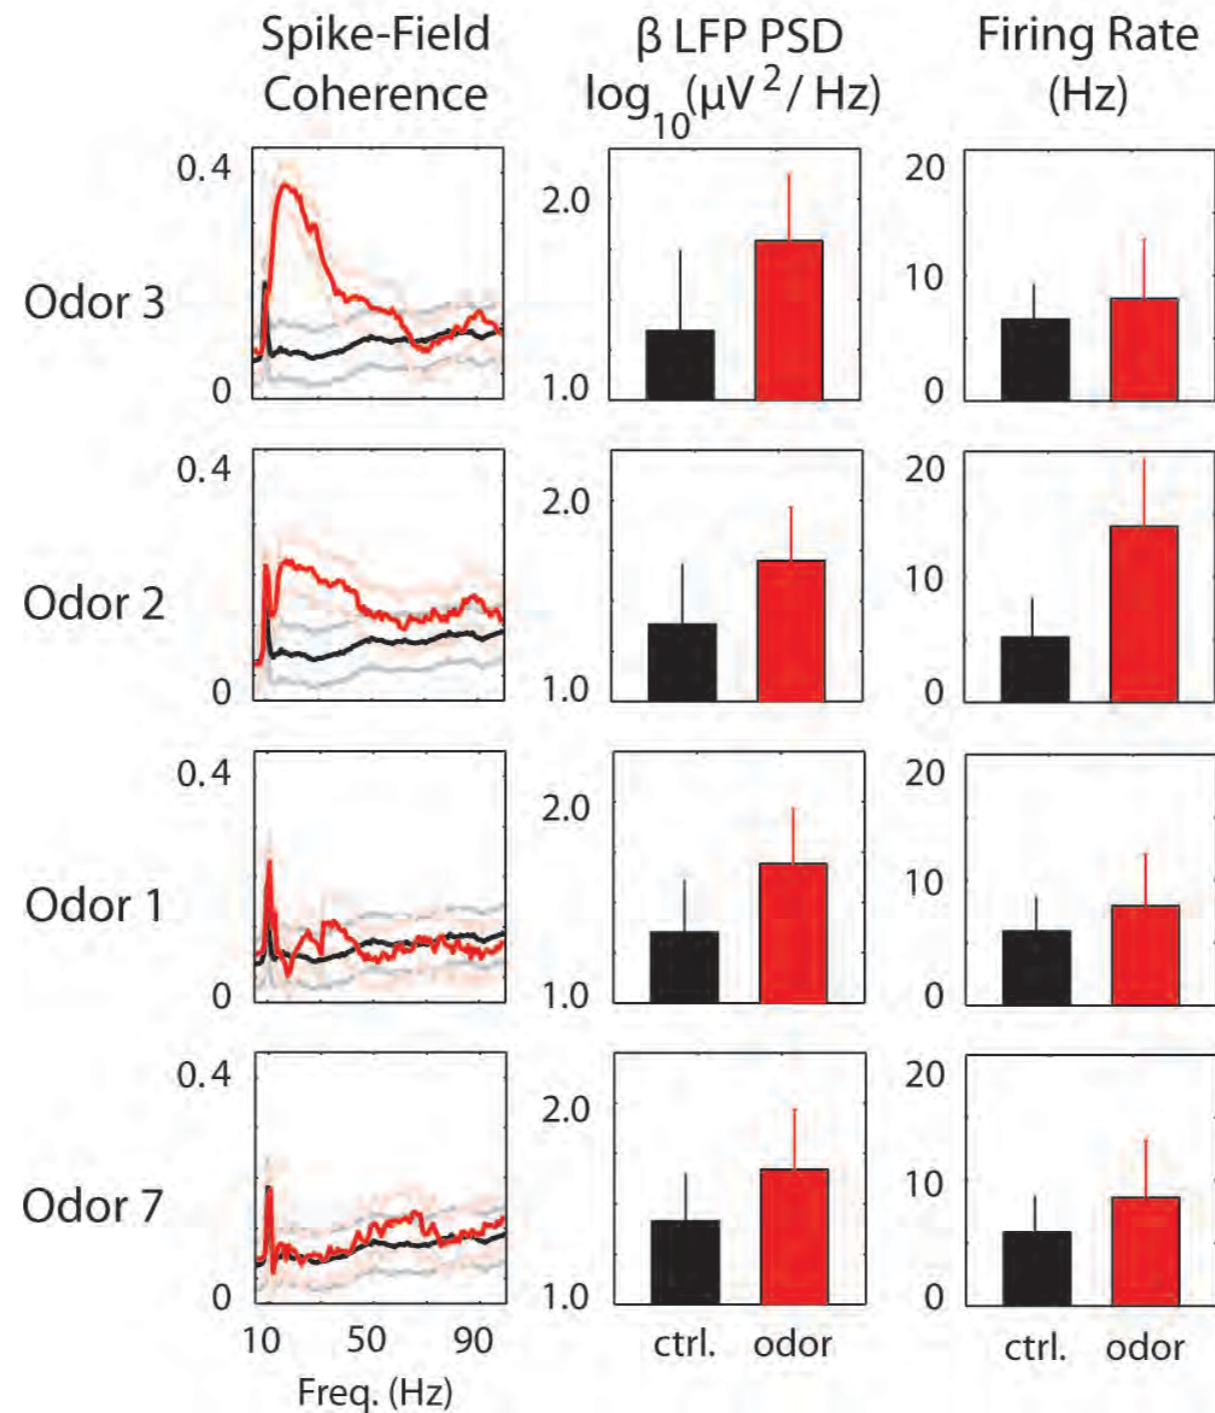 Spike-Field
Coherence
β LFP PSD
log10(µV2/ Hz)
Firing Rate
(Hz)
Odor 3
0.4
0
2.0
1.0
20
10
0
Odor 2
0.4
0
2.0
1.0
20
10
0
Odor 1
0.4
0
2.0
1.0
20
10
0
Odor 7
0.4
0
2.0
1.0
20
10
0
10 50 90
Freq. (Hz)
ctrl. odor
ctrl. odor